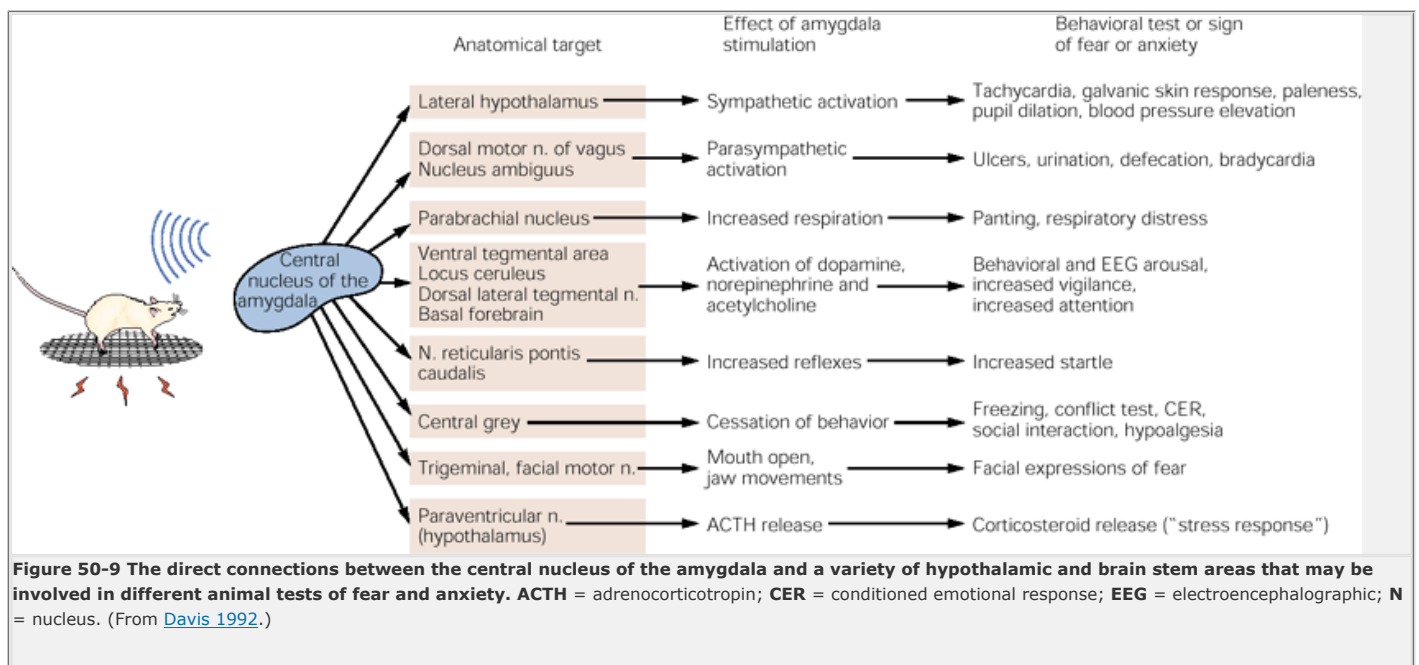 Anatomical target
Effect of amygdala
stimulation
Behavioral test or sign
of fear or anxiety
Central
nucleus of the
amygdala
Lateral hypothalamus
Sympathetic activation
Tachycardia, galvanic skin response, paleness,
pupil dilation, blood pressure elevation
Dorsal motor n. of vagus
Nucleus ambiguus
Parasympathetic
activation
Ulcers, urination, defecation, bradycardia
Parabrachial nucleus
Increased respiration
Panting, respiratory distress
Ventral tegmental area
Locus ceruleus
Dorsal lateral tegmental n.
Basal forebrain
Activation of dopamine,
norepinephrine and
acetylcholine
Behavioral and EEG arousal,
increased vigilance,
increased attention
N. reticularis pontis
caudalis
Increased reflexes
Increased startle
Central grey
Cessation of behavior
Freezing, conflict test, CER,
social interaction, hypoalgesia
Trigeminal, facial motor n.
Mouth open,
jaw movements
Facial expressions of fear
Paraventricular n.
(hypothalamus)
ACTH release
Corticosteroid release ("stress response")
Figure 50-9 The direct connections between the central nucleus of the amygdala and a variety of hypothalamic and brain stem areas that may be
involved in different animal tests of fear and anxiety. ACTH = adrenocorticotropin; CER = conditioned emotional response; EEG = electroencephalographic; N
= nucleus. (From Davis 1992.)